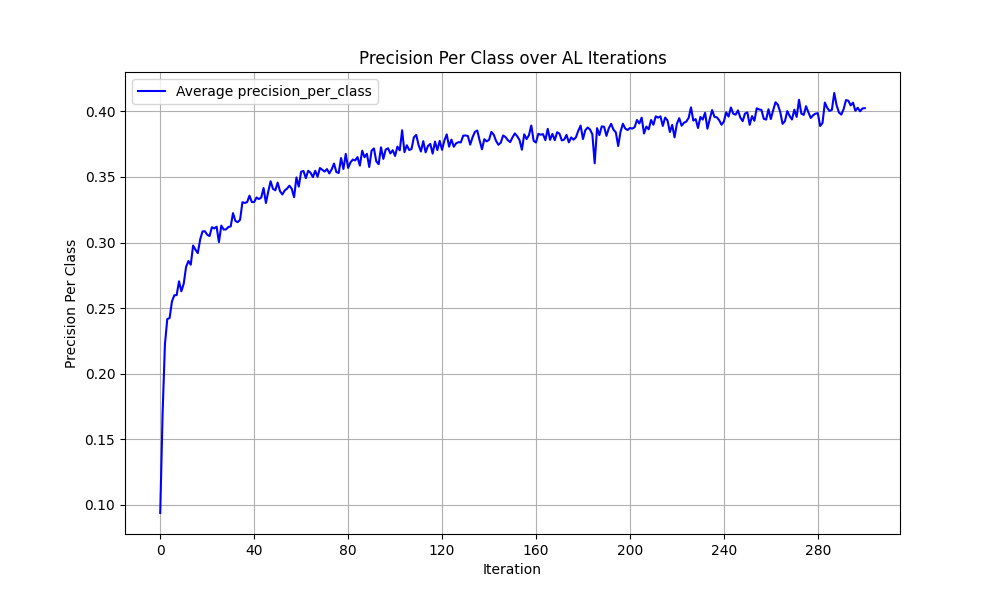 Precision Per Class over AL Iterations
Average precision_per_class
Precision Per Class
0.40
0.35
0.30
0.25
0.20
0.15
0.10
0 40 80 120 160 200 240 280
Iteration